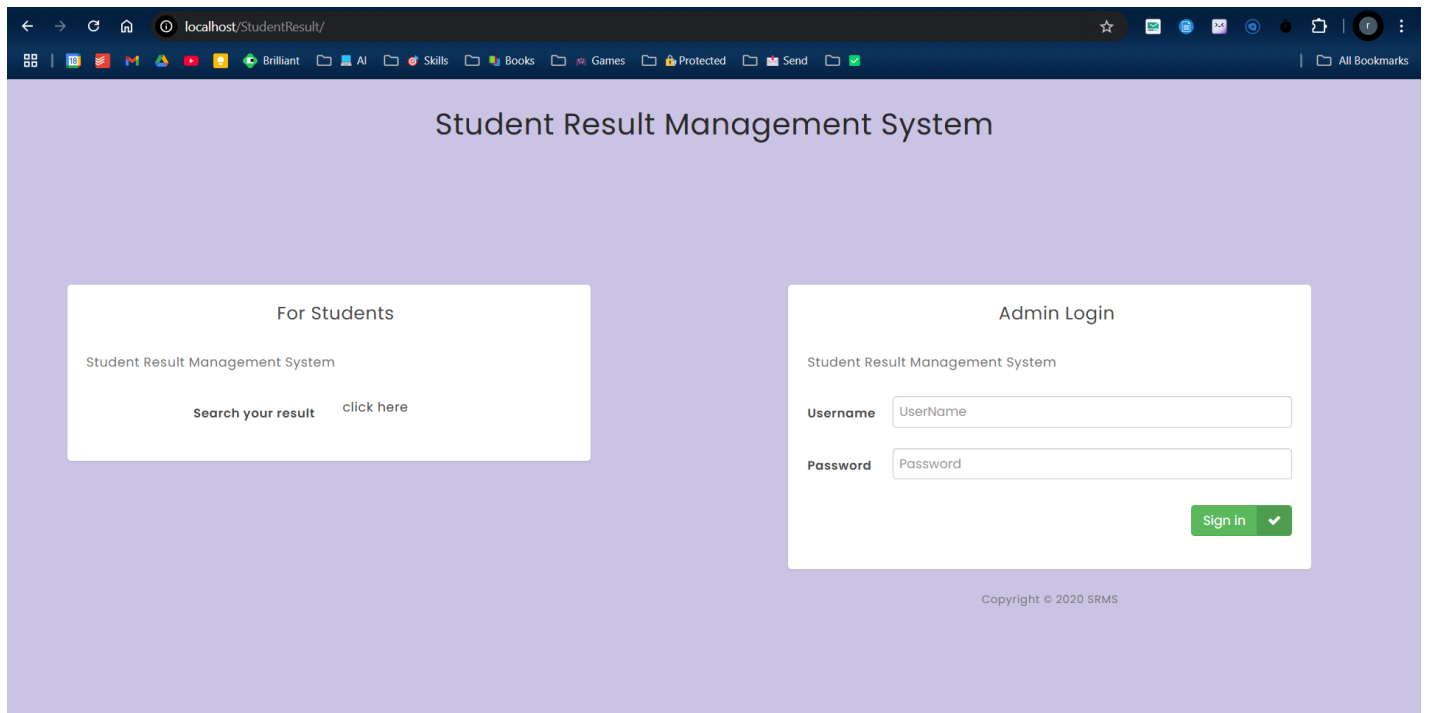 localhost/StudentResult/
18 Brilliant AI Skills Books Games Protected Send All Bookmarks
Student Result Management System
For Students
Student Result Management System
Search your result click here
Admin Login
Student Result Management System
Username UserName
Password Password
Sign in
Copyright © 2020 SRMS